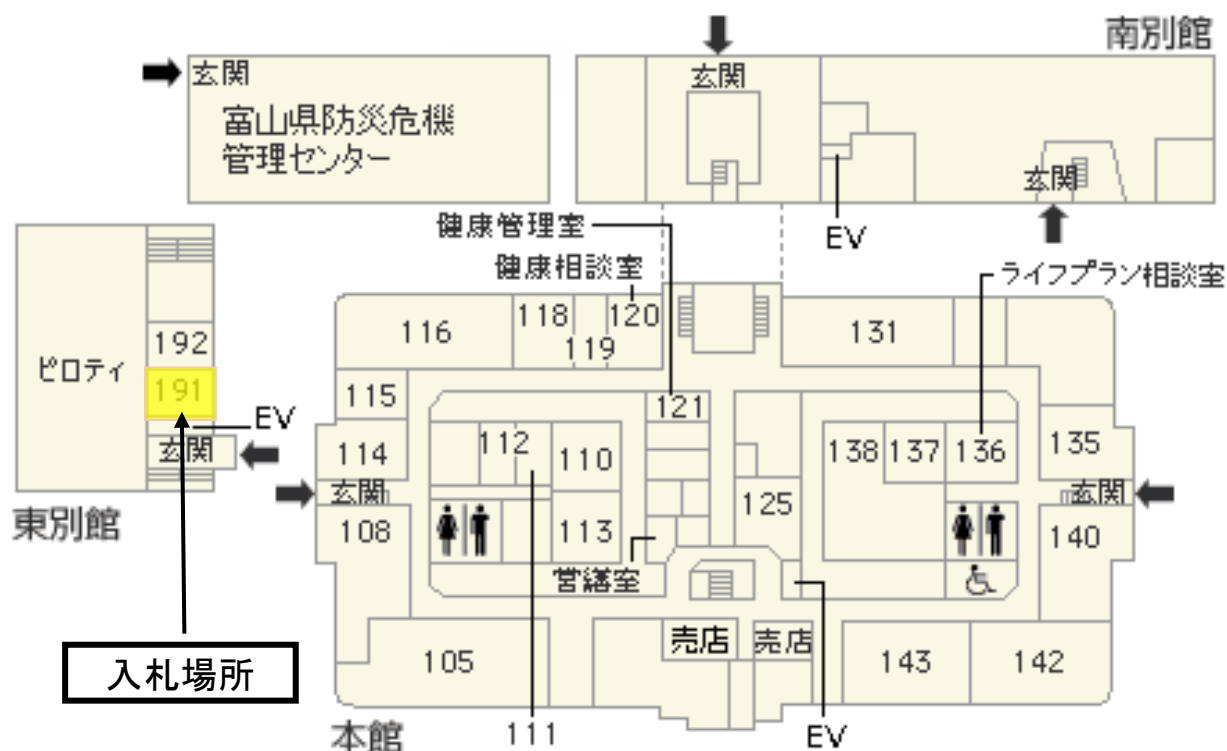 南別館
玄関
玄関
富山県防災危機
管理センター
玄関
EV
健康管理室
健康相談室
ライフプラン相談室
116
118
119
120
131
192
ピロティ
191
EV
玄関
東別館
115
114
玄関
108
112
110
113
121
125
138
137
136
135
玄関
140
営繕室
売店
売店
105
143
142
入札場所
本館
111
EV